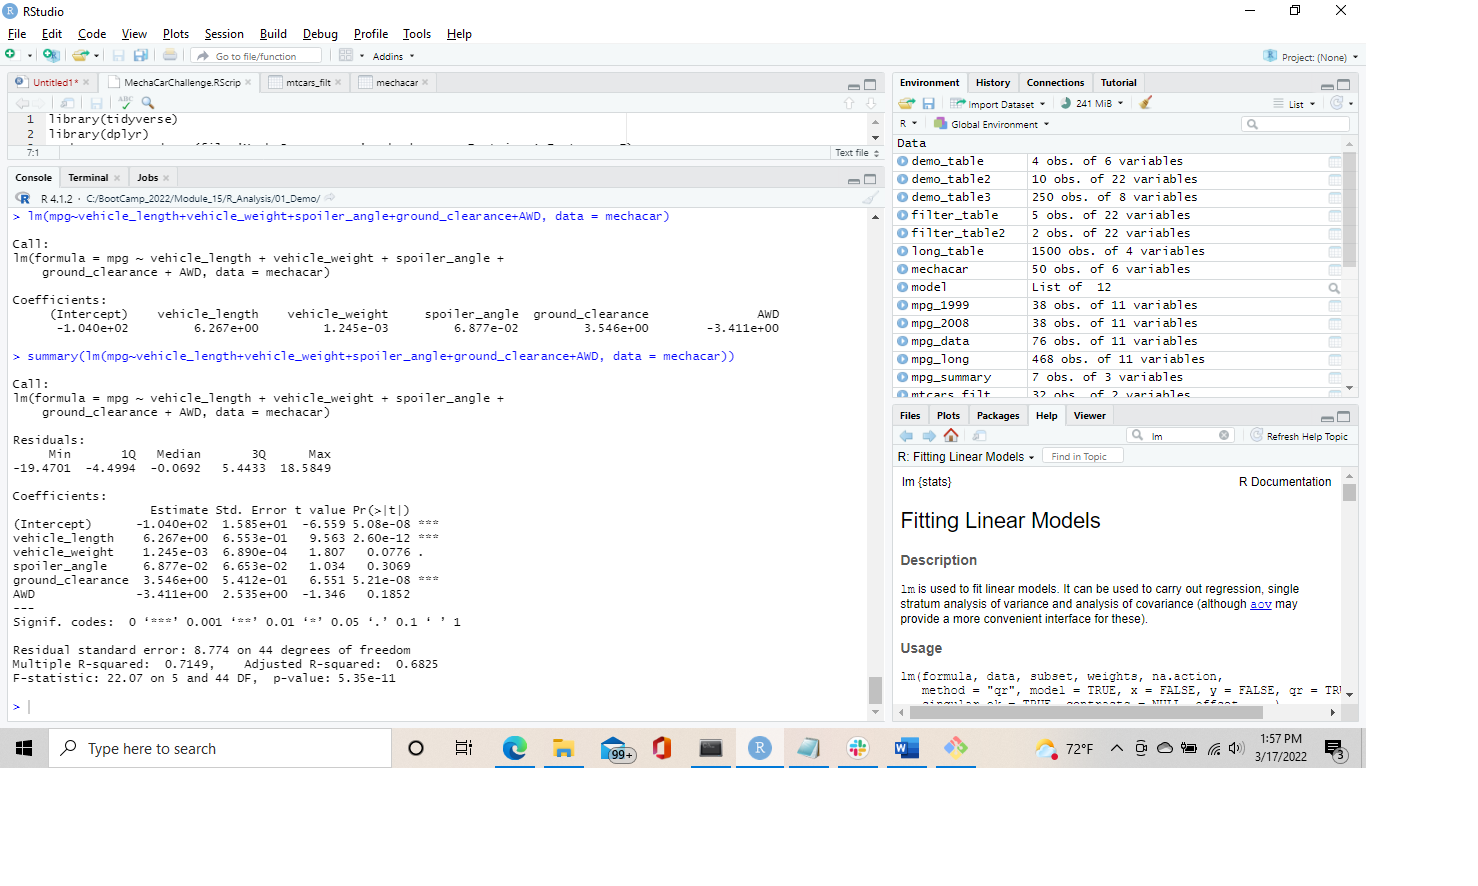 RStudio
File Edit Code View Plots Session Build Debug Profile Tools Help
Go to file/function Addins Project: (None)
Untitled1* MechaCarChallenge.RScrip mtcars_filt mechacar
1 library(tidyverse)
2 library(dplyr)
7:1 Text file
Console Terminal Jobs
R 4.1.2 · C:/BootCamp_2022/Module_15/R_Analysis/01_Demo/
> lm(mpg~vehicle_length+vehicle_weight+spoiler_angle+ground_clearance+AWD, data = mechacar)
Call:
lm(formula = mpg ~ vehicle_length + vehicle_weight + spoiler_angle +
ground_clearance + AWD, data = mechacar)
Coefficients:
(Intercept) vehicle_length vehicle_weight spoiler_angle ground_clearance AWD
-1.040e+02 6.267e+00 1.245e-03 6.877e-02 3.546e+00 -3.411e+00
> summary(lm(mpg~vehicle_length+vehicle_weight+spoiler_angle+ground_clearance+AWD, data = mechacar))
Call:
lm(formula = mpg ~ vehicle_length + vehicle_weight + spoiler_angle +
ground_clearance + AWD, data = mechacar)
Residuals:
Min 1Q Median 3Q Max
-19.4701 -4.4994 -0.0692 5.4433 18.5849
Coefficients:
Estimate Std. Error t value Pr(>|t|)
(Intercept) -1.040e+02 1.585e+01 -6.559 5.08e-08 ***
vehicle_length 6.267e+00 6.553e-01 9.563 2.60e-12 ***
vehicle_weight 1.245e-03 6.890e-04 1.807 0.0776 .
spoiler_angle 6.877e-02 6.653e-02 1.034 0.3069
ground_clearance 3.546e+00 5.412e-01 6.551 5.21e-08 ***
AWD -3.411e+00 2.535e+00 -1.346 0.1852
---
Signif. codes: 0 ‘***’ 0.001 ‘**’ 0.01 ‘*’ 0.05 ‘.’ 0.1 ‘ ’ 1
Residual standard error: 8.774 on 44 degrees of freedom
Multiple R-squared: 0.7149, Adjusted R-squared: 0.6825
F-statistic: 22.07 on 5 and 44 DF, p-value: 5.35e-11
>
Environment History Connections Tutorial
Import Dataset 241 MiB List
R Global Environment
Data
demo_table 4 obs. of 6 variables
demo_table2 10 obs. of 22 variables
demo_table3 250 obs. of 8 variables
filter_table 5 obs. of 22 variables
filter_table2 2 obs. of 22 variables
long_table 1500 obs. of 4 variables
mechacar 50 obs. of 6 variables
model List of 12
mpg_1999 38 obs. of 11 variables
mpg_2008 38 obs. of 11 variables
mpg_data 76 obs. of 11 variables
mpg_long 468 obs. of 11 variables
mpg_summary 7 obs. of 3 variables
mtcars_filt 32 obs. of 2 variables
Files Plots Packages Help Viewer
lm Refresh Help Topic
R: Fitting Linear Models Find in Topic
lm {stats} R Documentation
Fitting Linear Models
Description
lm is used to fit linear models. It can be used to carry out regression, single
stratum analysis of variance and analysis of covariance (although aov may
provide a more convenient interface for these).
Usage
lm(formula, data, subset, weights, na.action,
method = "qr", model = TRUE, x = FALSE, y = FALSE, qr = TRU
Type here to search
99+
72°F
1:57 PM
3/17/2022
3